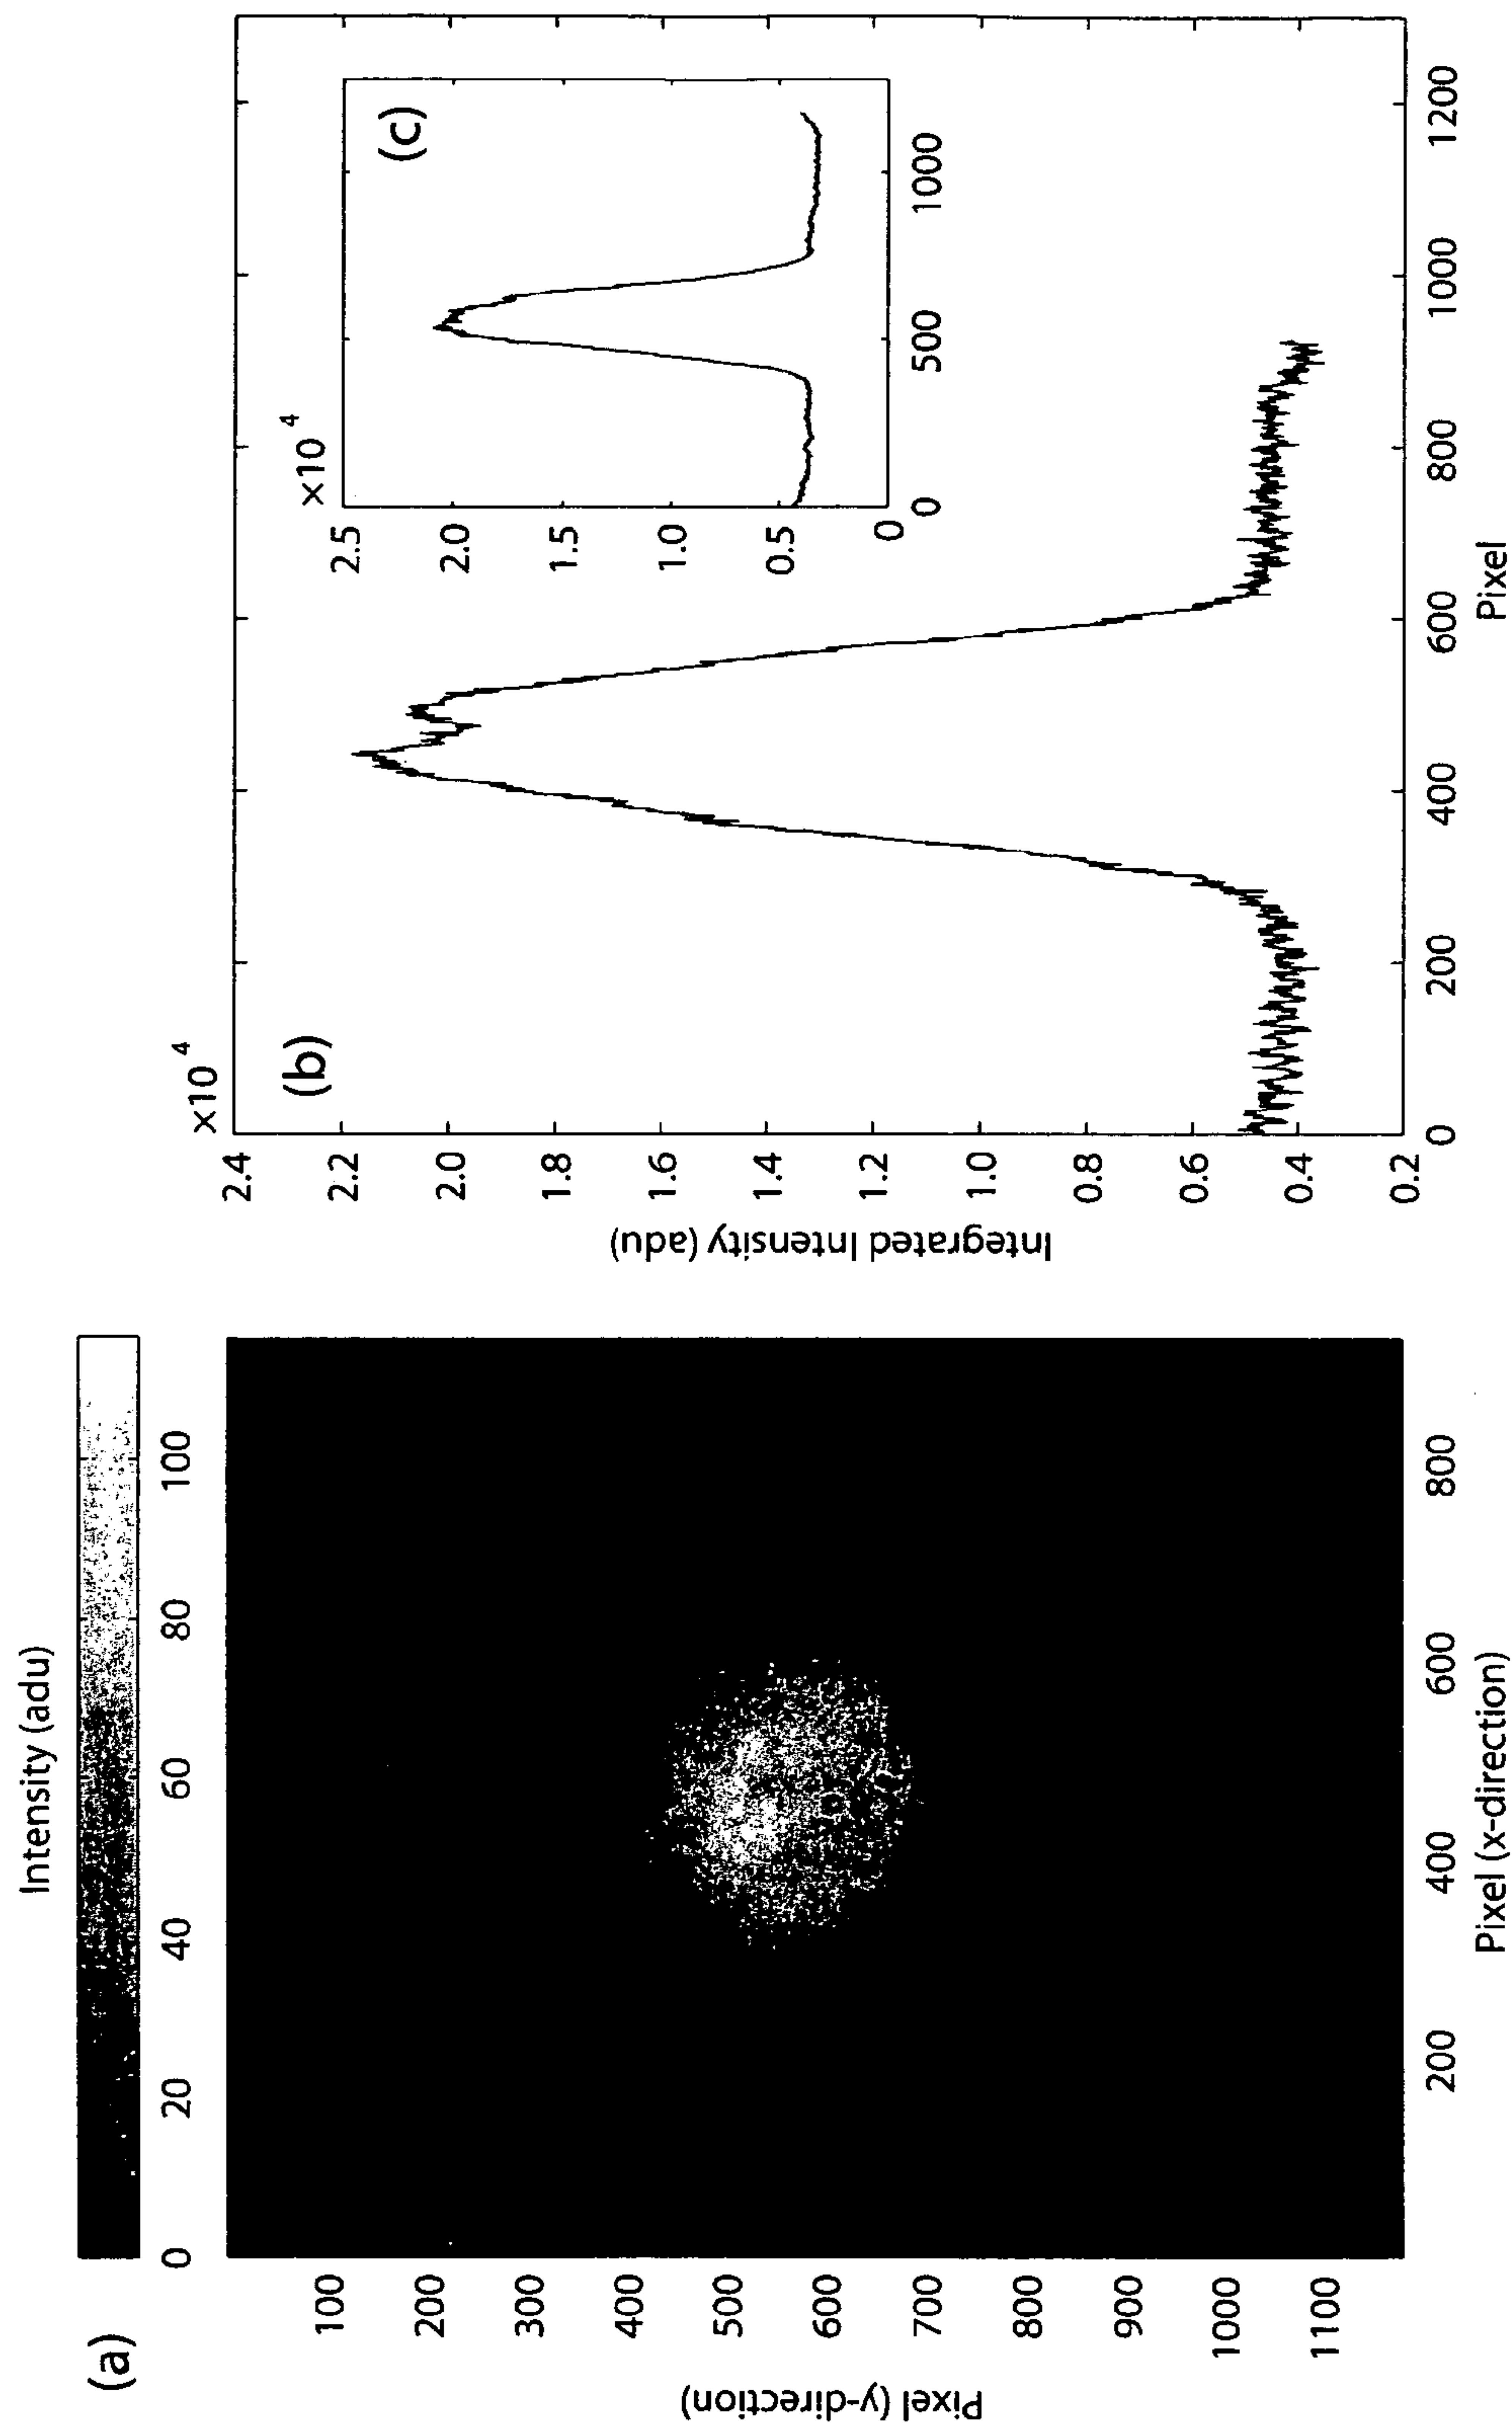 (a)
Intensity (adu)
0 20 40 60 80 100
Pixel (y-direction)
100
200
300
400
500
600
700
800
900
1000
1100
200 400 600 800
Pixel (x-direction)
(b)
×10 4
Integrated Intensity (adu)
2.4
2.2
2.0
1.8
1.6
1.4
1.2
1.0
0.8
0.6
0.4
0.2
0 200 400 600 800 1000 1200
Pixel
(c)
×10 4
2.5
2.0
1.5
1.0
0.5
0
0 500 1000